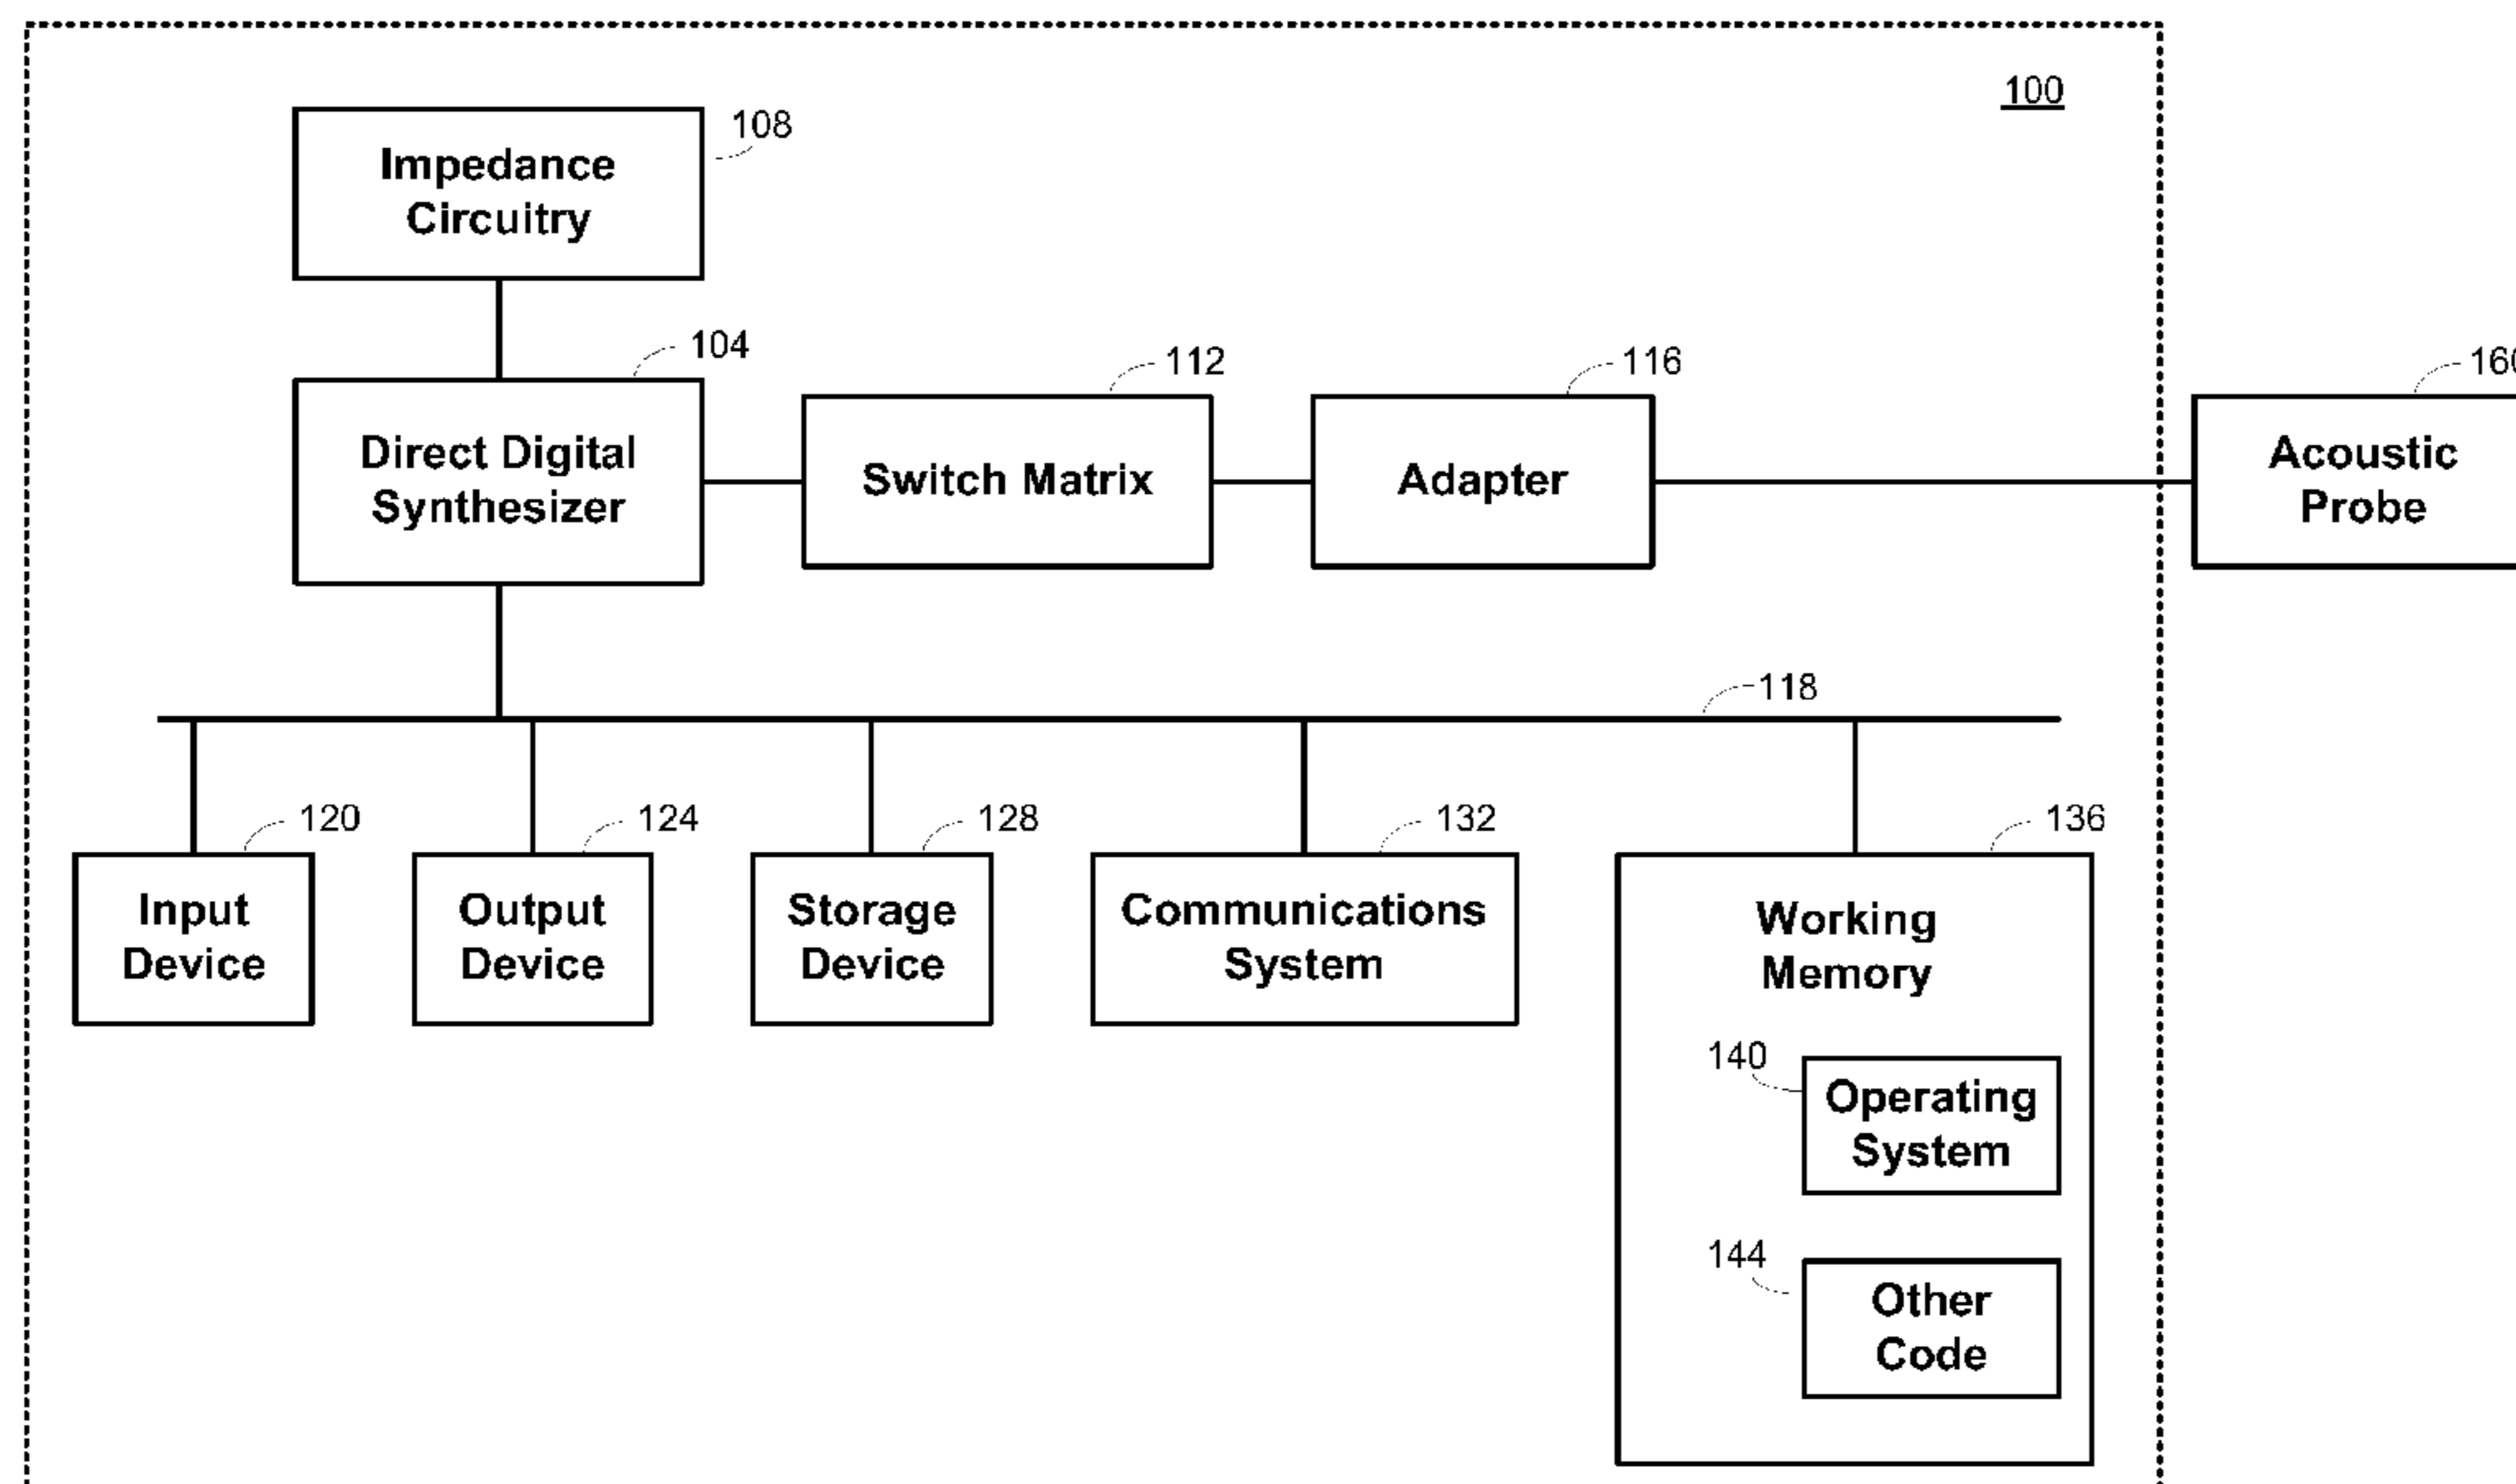 100
108
Impedance
Circuitry
104
112
116
160
Direct Digital
Synthesizer
Switch Matrix
Adapter
Acoustic
Probe
118
120
124
128
132
136
Input
Device
Output
Device
Storage
Device
Communications
System
Working
Memory
140
Operating
System
144
Other
Code